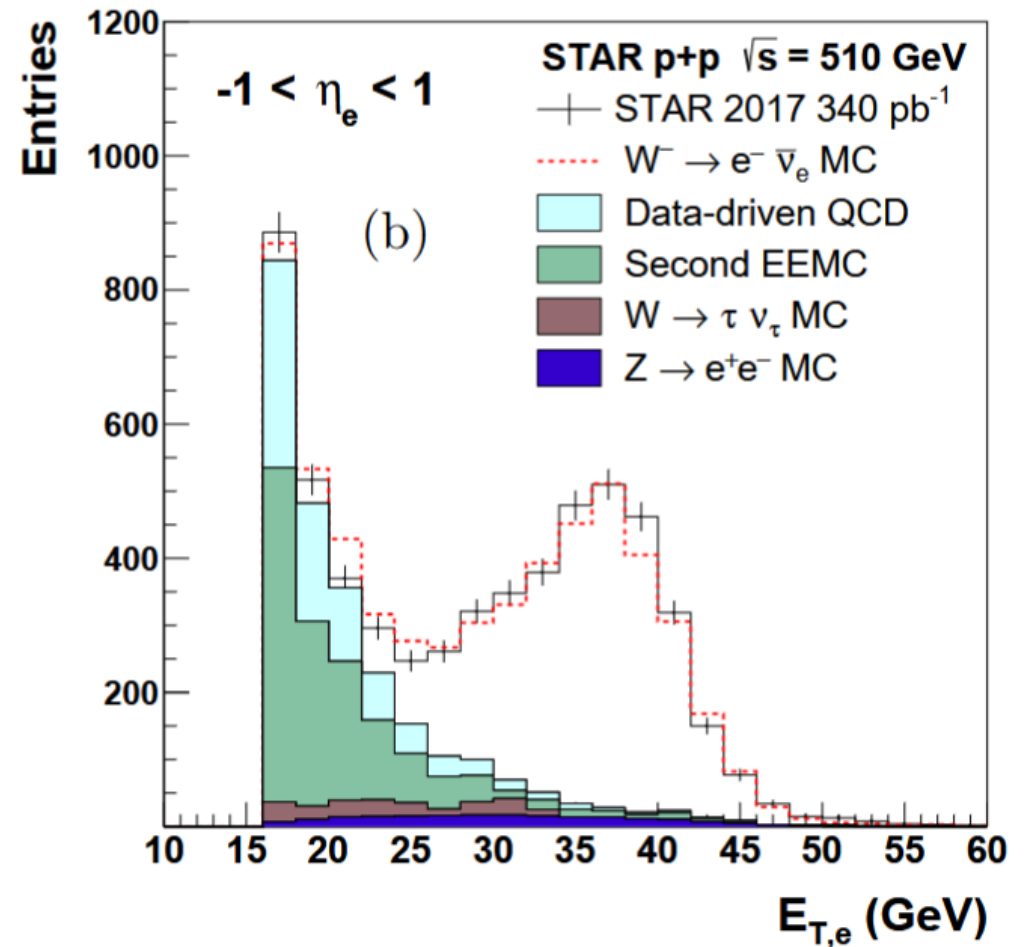 Entries
1200
1000
800
600
400
200
-1 < ηₑ < 1
(b)
STAR p+p √s = 510 GeV
STAR 2017 340 pb⁻¹
W⁻ → e⁻ ν̅ₑ MC
Data-driven QCD
Second EEMC
W → τ ν_τ MC
Z → e⁺e⁻ MC
10 15 20 25 30 35 40 45 50 55 60
E_T,e (GeV)